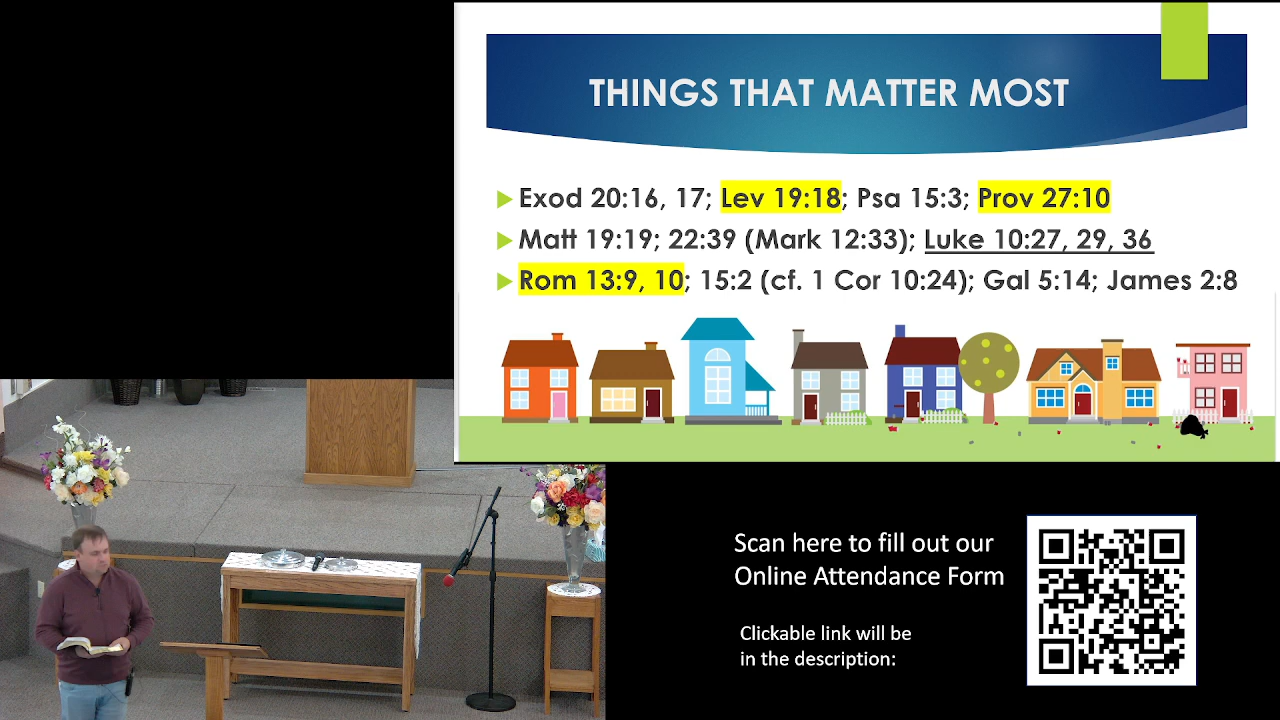 THINGS THAT MATTER MOST
Exod 20:16, 17; Lev 19:18; Psa 15:3; Prov 27:10
Matt 19:19; 22:39 (Mark 12:33); Luke 10:27, 29, 36
Rom 13:9, 10; 15:2 (cf. 1 Cor 10:24); Gal 5:14; James 2:8
Scan here to fill out our
Online Attendance Form
Clickable link will be
in the description: